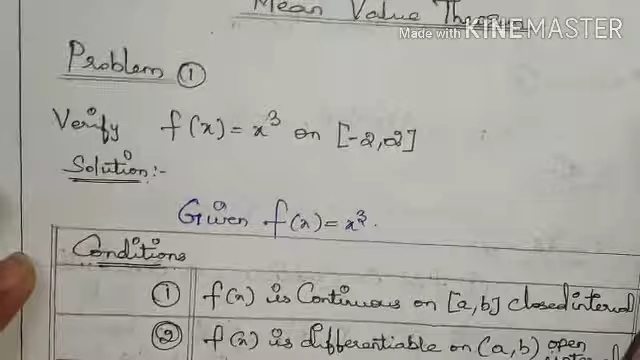 Mean Value Theorem
Made with KINEMASTER
Problem ①
Verify f(x) = x³ on [-2, 2]
Solution:-
Given f(x) = x³.
Conditions
① f(x) is Continuous on [a,b] closed interval
② f(x) is differentiable on (a,b) open